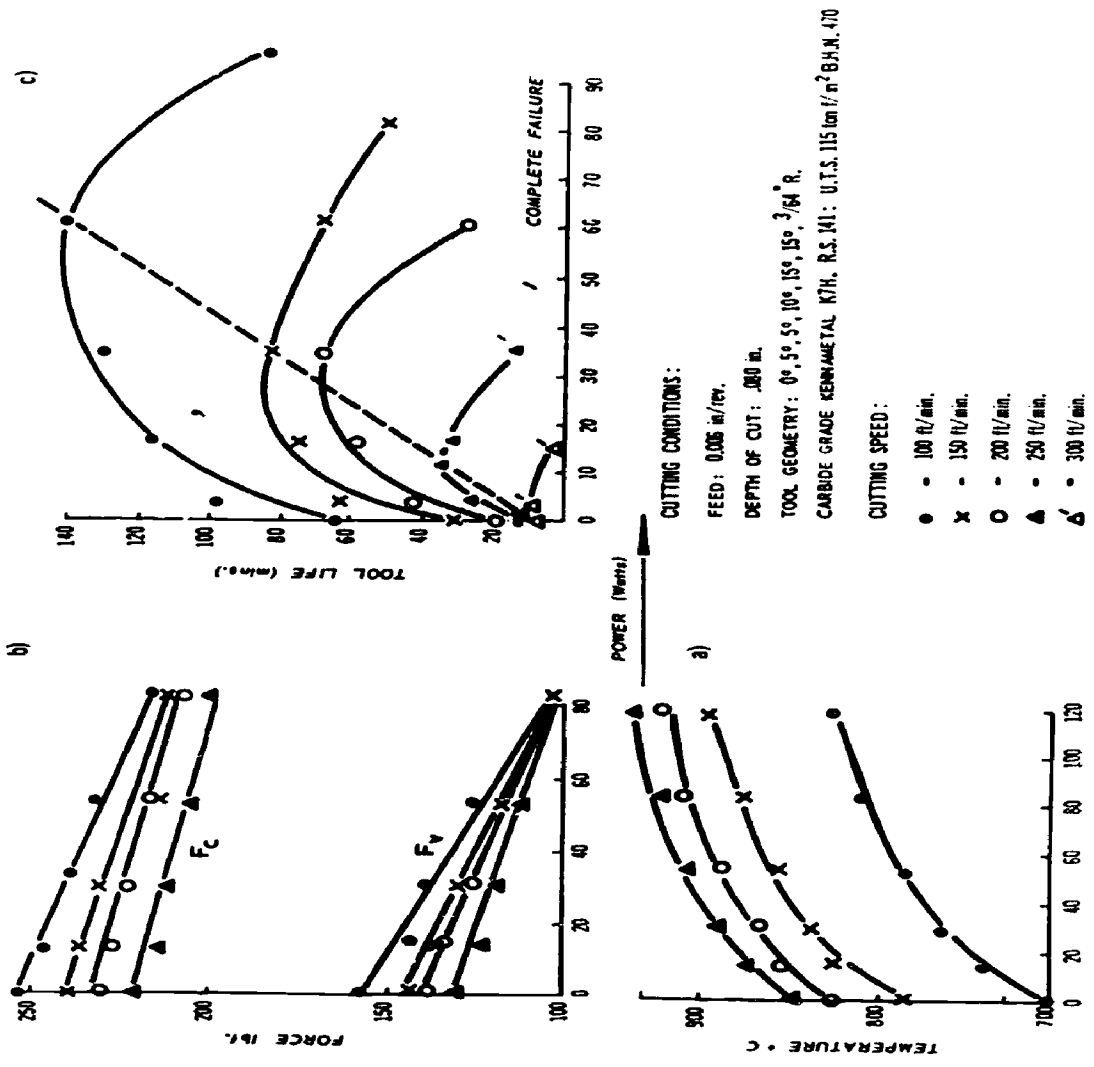 c)
TOOL LIFE (mins.)
140
120
100
80
60
40
20
0
10
20
30
40
50
60
70
80
90
COMPLETE FAILURE
b)
FORCE lbf.
250
200
150
100
F_C
F_V
0
20
40
60
80
POWER (Watts)
a)
TEMPERATURE °C
900
800
700
0
20
40
60
80
100
120
CUTTING CONDITIONS:
FEED: 0.006 in/rev.
DEPTH OF CUT: .080 in.
TOOL GEOMETRY: 0°, 5°, 5°, 10°, 15°, 15°, 3/64" R.
CARBIDE GRADE KENNAMETAL K7H. R.S. 141: U.T.S. 115 tonf/in² B.H.N. 470
CUTTING SPEED:
- 100 ft/min.
- 150 ft/min.
- 200 ft/min.
- 250 ft/min.
- 300 ft/min.